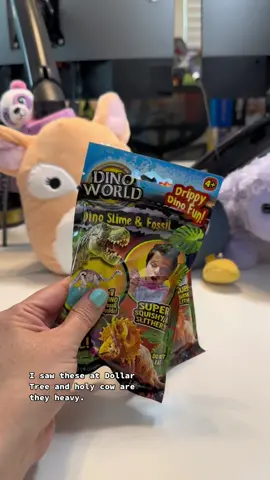 4+
DINO
WORLD
Drippy
Dino Fun!
Dino Slime & Fossil
SUPER
SQUISHY
SLITHERY
I saw these at Dollar
Tree and holy cow are
they heavy.